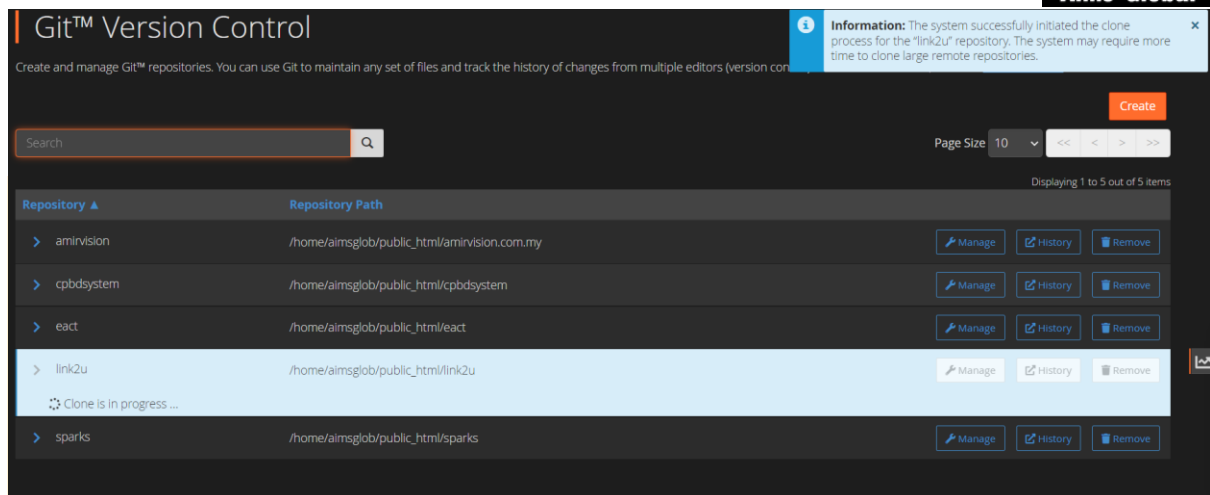 Git™ Version Control
Information: The system successfully initiated the clone
process for the “link2u” repository. The system may require more
time to clone large remote repositories.
×
Create and manage Git™ repositories. You can use Git to maintain any set of files and track the history of changes from multiple editors (version
Create
Search
Page Size 10 << < > >>
Displaying 1 to 5 out of 5 items
Repository ▲ Repository Path
amirvision /home/aimsglob/public_html/amirvision.com.my Manage History Remove
cpbdsystem /home/aimsglob/public_html/cpbdsystem Manage History Remove
eact /home/aimsglob/public_html/eact Manage History Remove
link2u /home/aimsglob/public_html/link2u Manage History Remove
Clone is in progress ...
sparks /home/aimsglob/public_html/sparks Manage History Remove